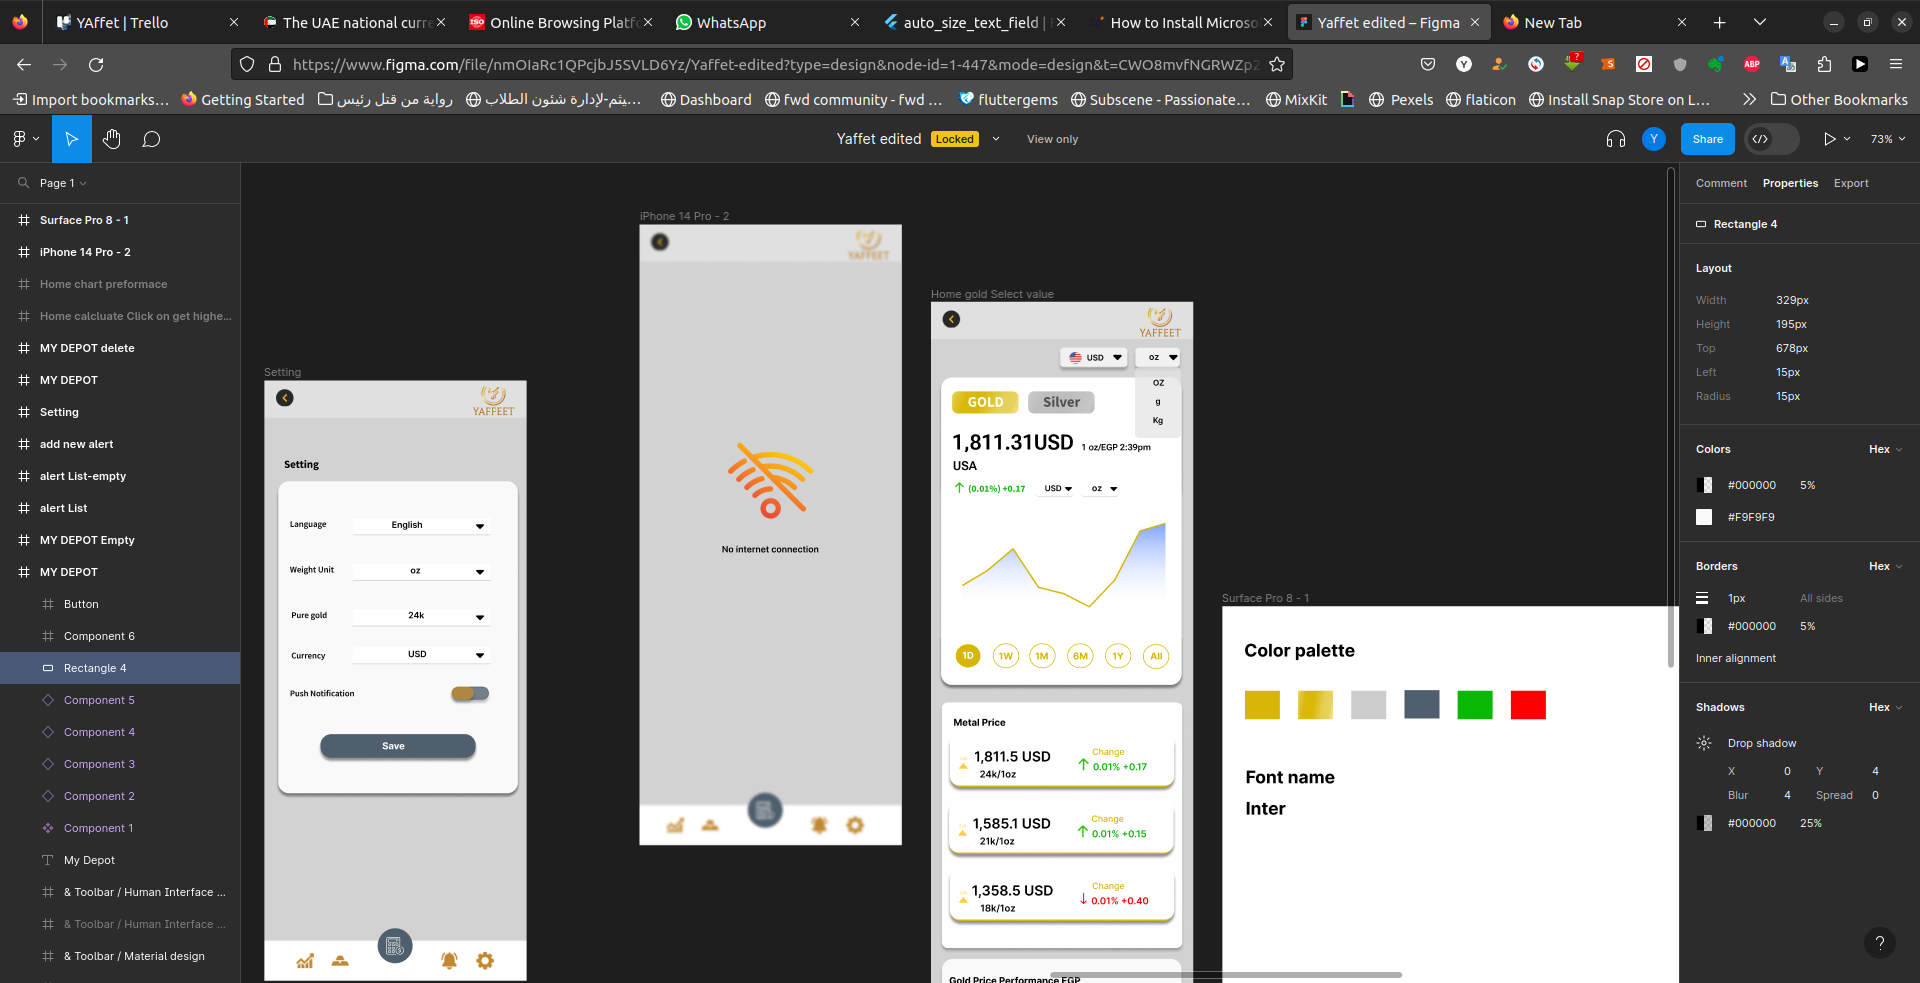 YAffet | Trello
The UAE national curre
Online Browsing Platfo
WhatsApp
auto_size_text_field |
How to Install Microso
Yaffet edited – Figma
New Tab
https://www.figma.com/file/nmOIaRc1QPcjbJ5SVLD6Yz/Yaffet-edited?type=design&node-id=1-447&mode=design&t=CWO8mvfNGRWZp2
Import bookmarks...
Getting Started
رواية من قتل رئيس
...يثم-لإدارة شئون الطلاب
Dashboard
fwd community - fwd ...
fluttergems
Subscene - Passionate...
MixKit
Pexels
flaticon
Install Snap Store on L...
Other Bookmarks
Yaffet edited
Locked
View only
Y
Share
73%
Page 1
Surface Pro 8 - 1
iPhone 14 Pro - 2
Home chart preformace
Home calcluate Click on get highe...
MY DEPOT delete
MY DEPOT
Setting
add new alert
alert List-empty
alert List
MY DEPOT Empty
MY DEPOT
Button
Component 6
Rectangle 4
Component 5
Component 4
Component 3
Component 2
Component 1
My Depot
& Toolbar / Human Interface ...
& Toolbar / Human Interface ...
& Toolbar / Material design
Setting
YAFFEET
Setting
Language
English
Weight Unit
oz
Pure gold
24k
Currency
USD
Push Notification
Save
iPhone 14 Pro - 2
YAFFEET
No internet connection
Home gold Select value
YAFFEET
USD
oz
OZ
g
Kg
GOLD
Silver
1,811.31USD
1 oz/EGP 2:39pm
USA
(0.01%) +0.17
USD
oz
1D
1W
1M
6M
1Y
All
Metal Price
1,811.5 USD
24k/1oz
Change
0.01% +0.17
1,585.1 USD
21k/1oz
Change
0.01% +0.15
1,358.5 USD
18k/1oz
Change
0.01% +0.40
Gold Price Performance EGP
Surface Pro 8 - 1
Color palette
Font name
Inter
Comment
Properties
Export
Rectangle 4
Layout
Width 329px
Height 195px
Top 678px
Left 15px
Radius 15px
Colors
Hex
#000000 5%
#F9F9F9
Borders
Hex
1px All sides
#000000 5%
Inner alignment
Shadows
Hex
Drop shadow
X 0 Y 4
Blur 4 Spread 0
#000000 25%
?